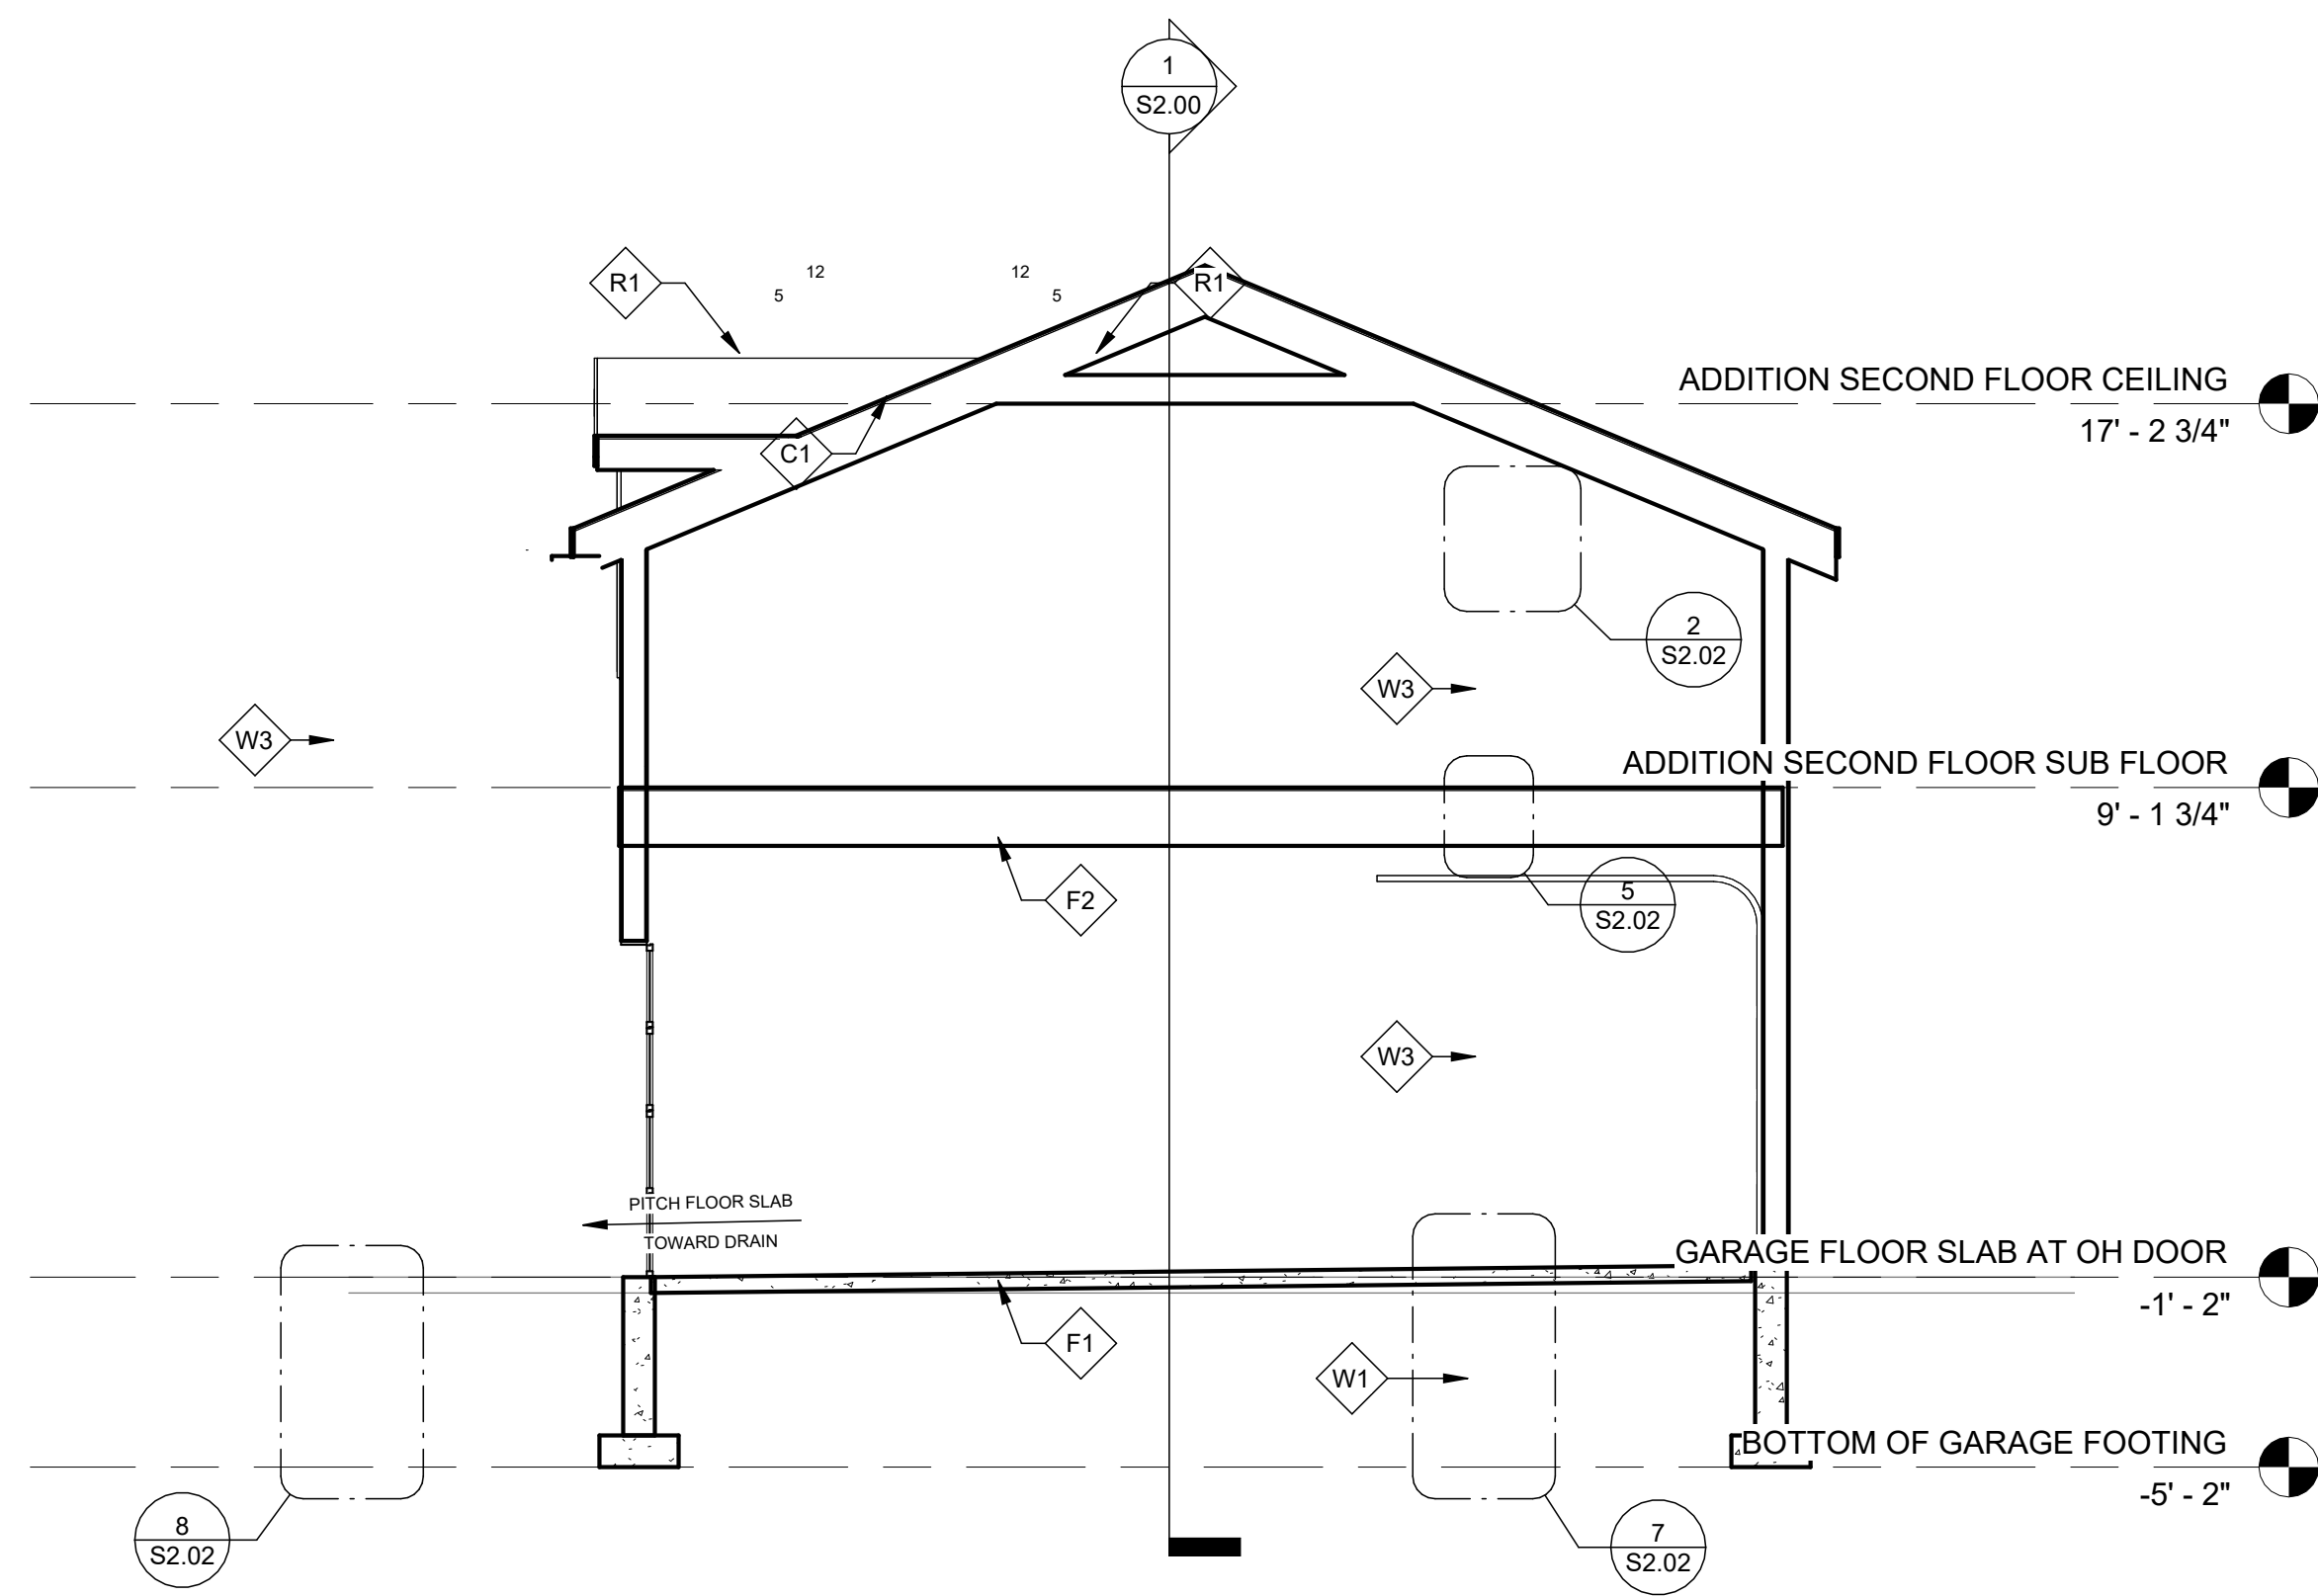 1
S2.00
R1
12
5
12
5
R1
ADDITION SECOND FLOOR CEILING
17' - 2 3/4"
C1
2
S2.02
W3
W3
ADDITION SECOND FLOOR SUB FLOOR
9' - 1 3/4"
F2
5
S2.02
W3
PITCH FLOOR SLAB
TOWARD DRAIN
GARAGE FLOOR SLAB AT OH DOOR
-1' - 2"
F1
W1
BOTTOM OF GARAGE FOOTING
-5' - 2"
8
S2.02
7
S2.02